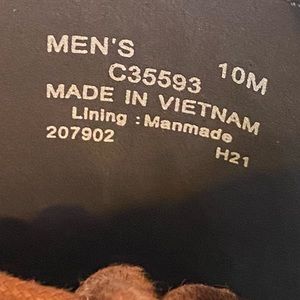 MEN'S
C35593 10M
MADE IN VIETNAM
Lining : Manmade
207902
H21